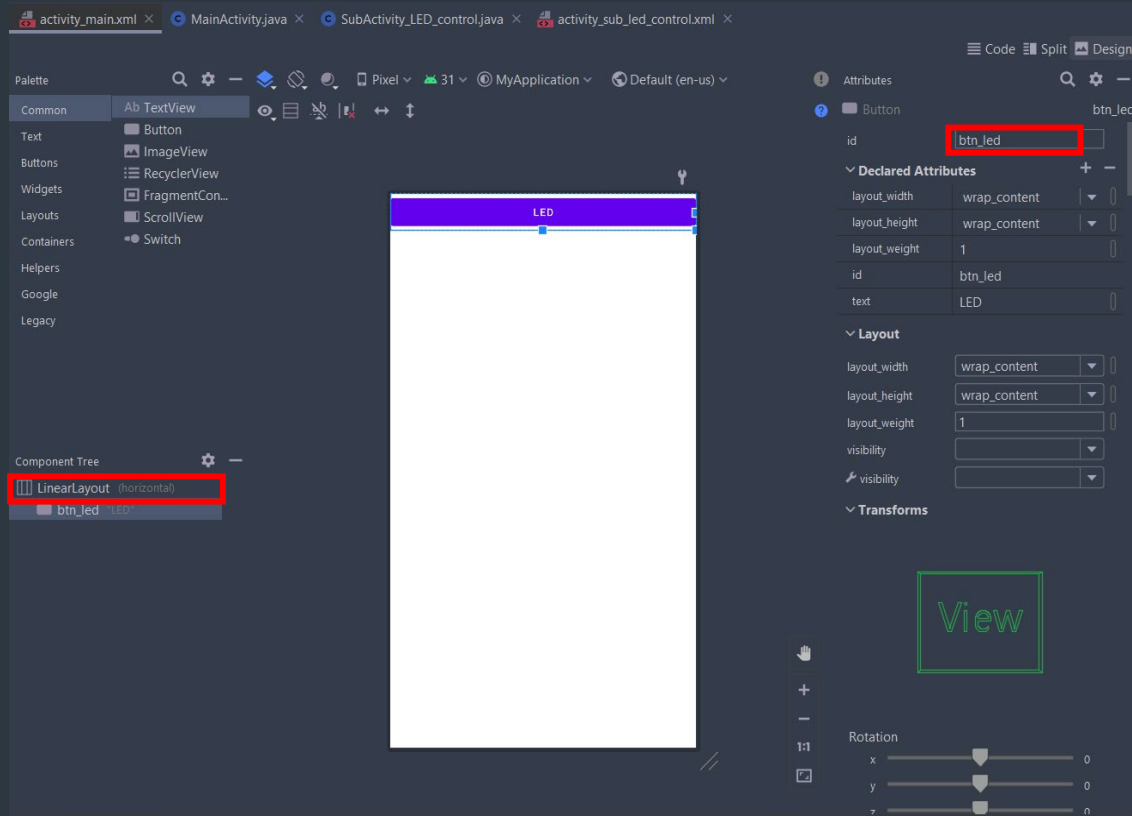 activity_main.xml MainActivity.java SubActivity_LED_control.java activity_sub_led_control.xml
Code Split Design
Palette Pixel 31 MyApplication Default (en-us)
Common
Text
Buttons
Widgets
Layouts
Containers
Helpers
Google
Legacy
Ab TextView
Button
ImageView
RecyclerView
FragmentCon...
ScrollView
Switch
LED
Component Tree
LinearLayout (horizontal)
btn_led "LED"
1:1
Attributes
Button btn_led
id btn_led
Declared Attributes
layout_width wrap_content
layout_height wrap_content
layout_weight 1
id btn_led
text LED
Layout
layout_width wrap_content
layout_height wrap_content
layout_weight 1
visibility
visibility
Transforms
View
Rotation
x 0
y 0
z 0